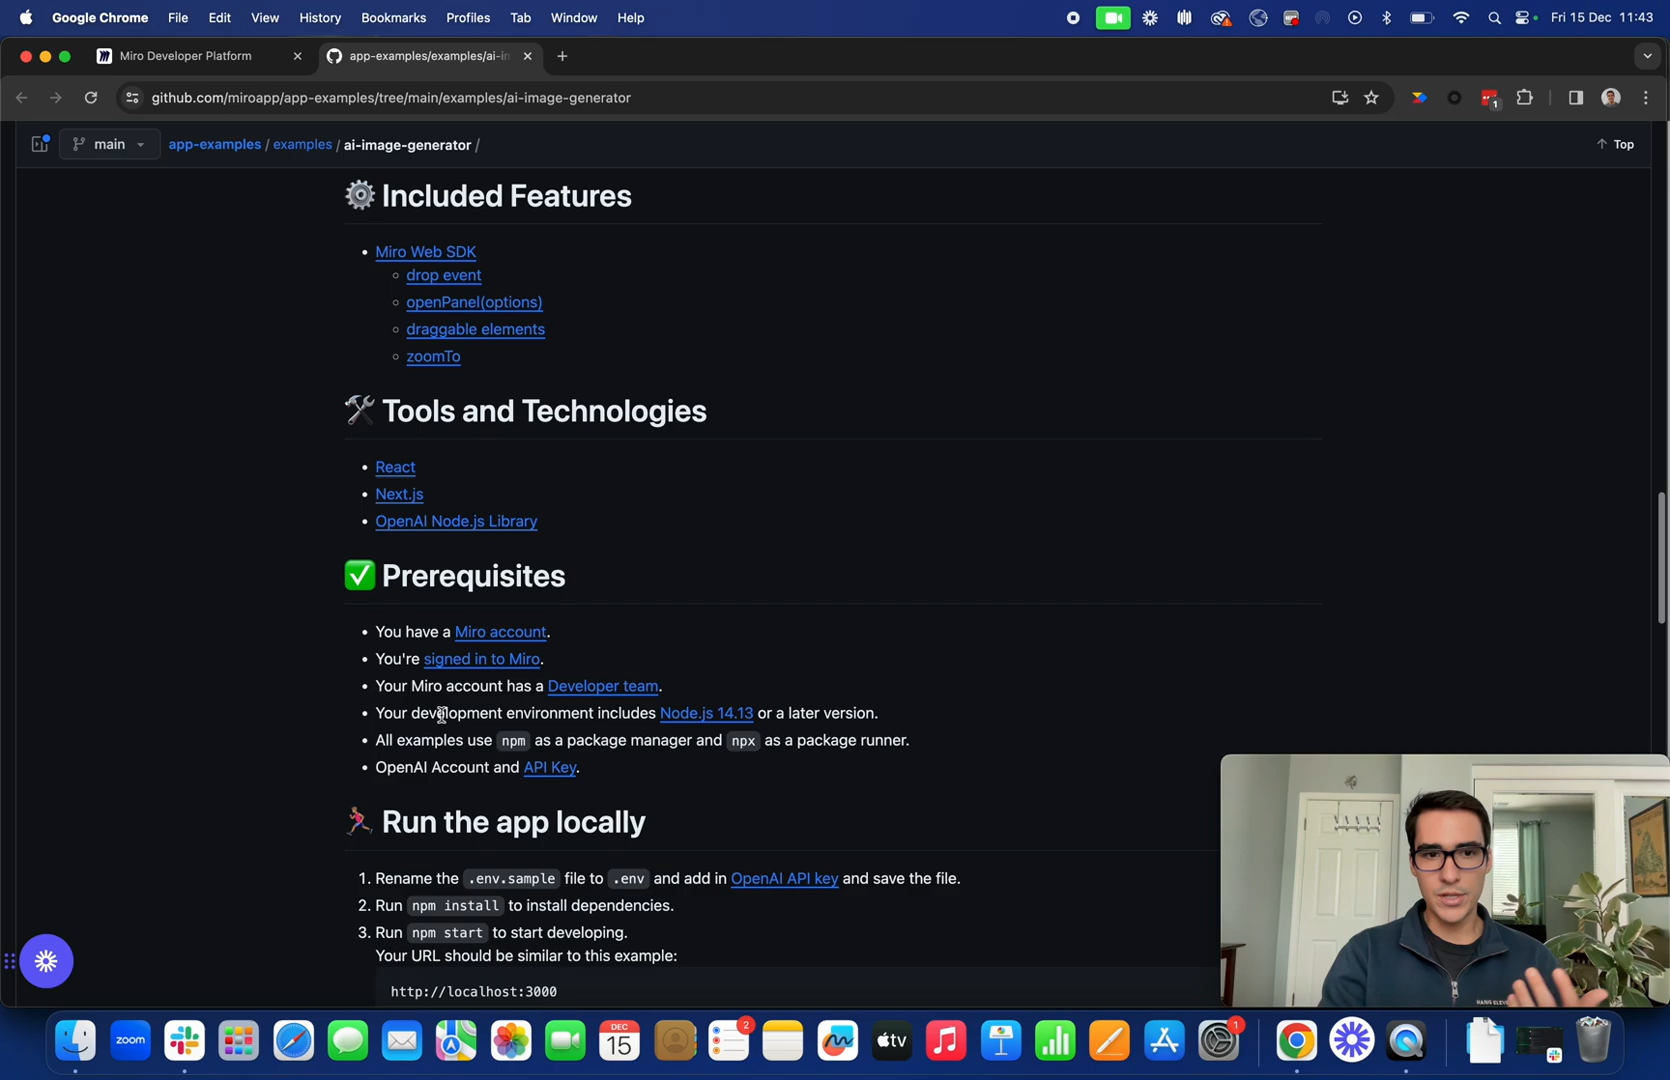 Google Chrome File Edit View History Bookmarks Profiles Tab Window Help Fri 15 Dec 11:43
Miro Developer Platform app-examples/examples/ai-i
github.com/miroapp/app-examples/tree/main/examples/ai-image-generator 1
main app-examples / examples / ai-image-generator / Top
Included Features
Miro Web SDK
drop event
openPanel(options)
draggable elements
zoomTo
Tools and Technologies
React
Next.js
OpenAI Node.js Library
Prerequisites
You have a Miro account.
You're signed in to Miro.
Your Miro account has a Developer team.
Your development environment includes Node.js 14.13 or a later version.
All examples use npm as a package manager and npx as a package runner.
OpenAI Account and API Key.
Run the app locally
1. Rename the .env.sample file to .env and add in OpenAI API key and save the file.
2. Run npm install to install dependencies.
3. Run npm start to start developing.
Your URL should be similar to this example:
http://localhost:3000
zoom DEC 15 2 tv 1